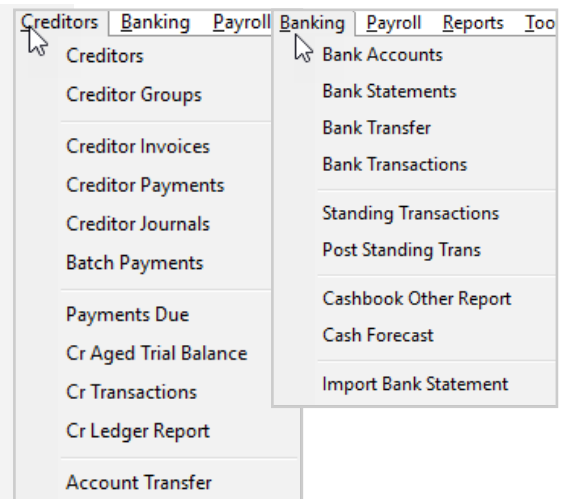 Creditors Banking Payroll
Creditors
Creditor Groups
Creditor Invoices
Creditor Payments
Creditor Journals
Batch Payments
Payments Due
Cr Aged Trial Balance
Cr Transactions
Cr Ledger Report
Account Transfer
Banking Payroll Reports Too
Bank Accounts
Bank Statements
Bank Transfer
Bank Transactions
Standing Transactions
Post Standing Trans
Cashbook Other Report
Cash Forecast
Import Bank Statement